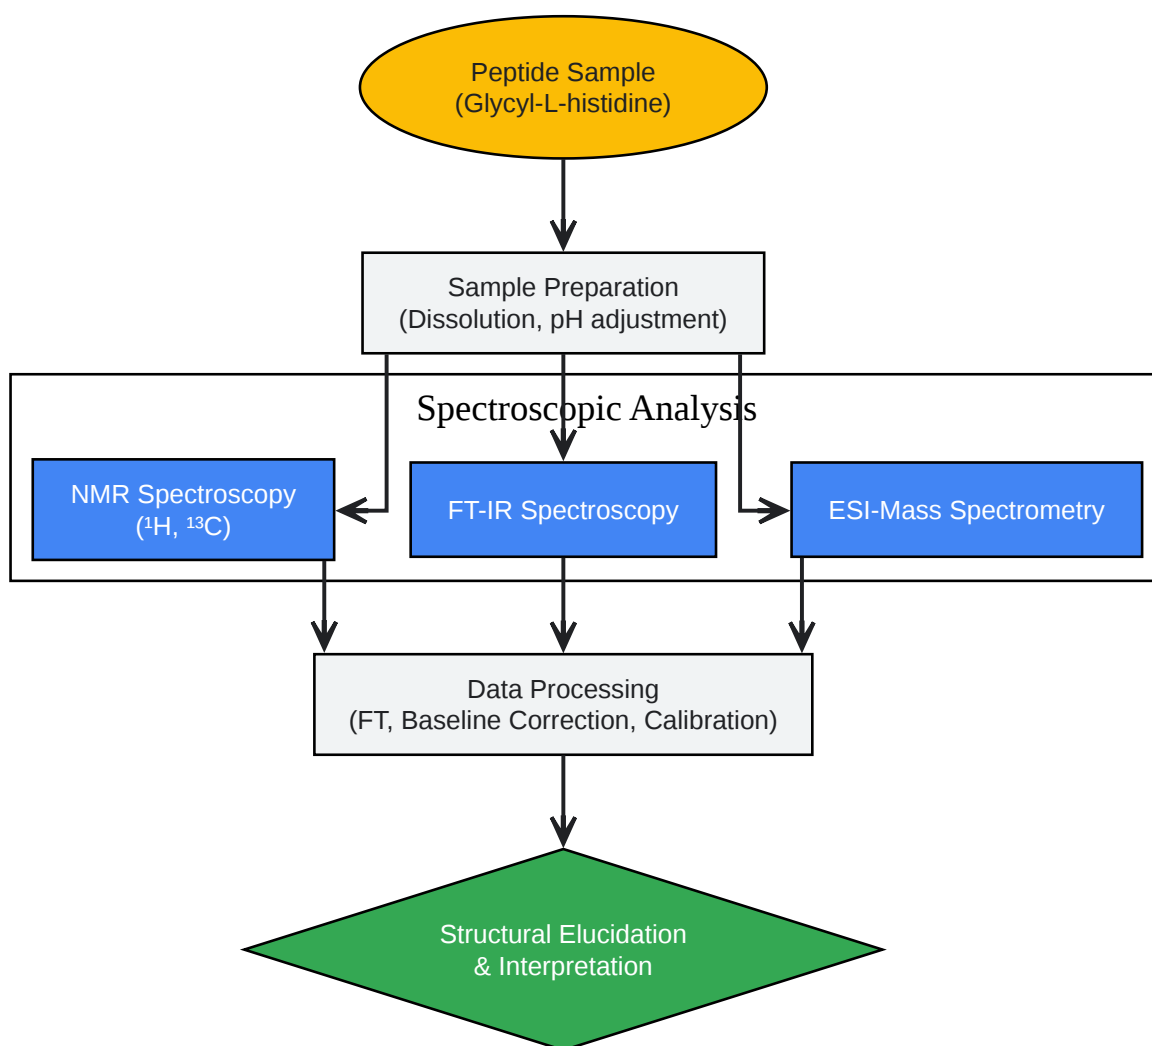 Peptide Sample
(Glycyl-L-histidine)
Sample Preparation
(Dissolution, pH adjustment)
Spectroscopic Analysis
NMR Spectroscopy
(¹H, ¹³C)
FT-IR Spectroscopy
ESI-Mass Spectrometry
Data Processing
(FT, Baseline Correction, Calibration)
Structural Elucidation
& Interpretation